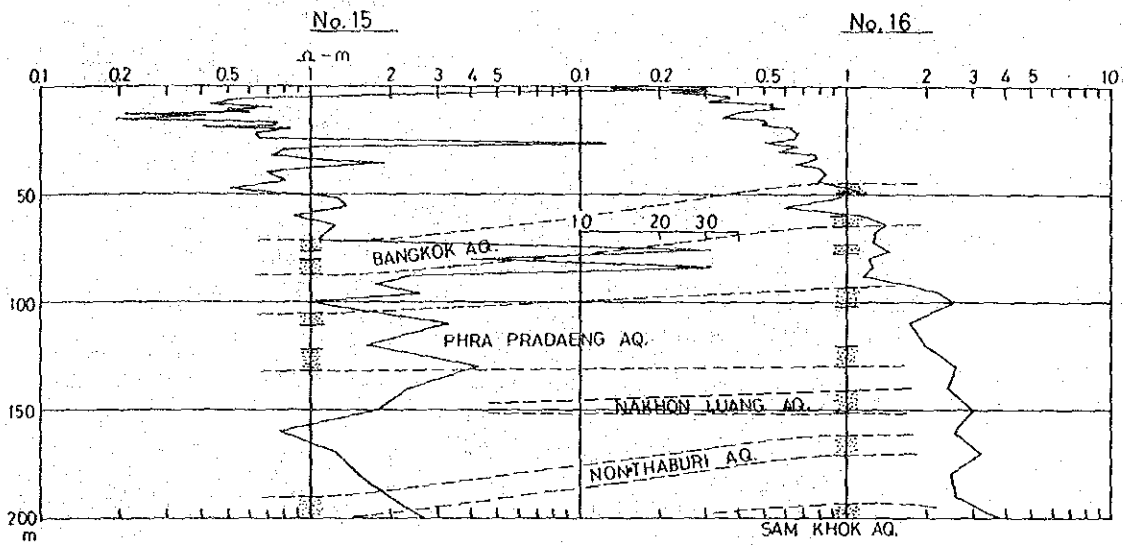 No. 15 No. 16
Ω-m
0.1 0.2 0.5 1 2 3 4 5 0.1 0.2 0.5 1 2 3 5 10
50
10 20 30
BANGKOK AQ.
100
PHRA PRADAENG AQ.
150
NAKHON LUANG AQ.
NONTHABURI AQ.
200
m
SAM KHOK AQ.